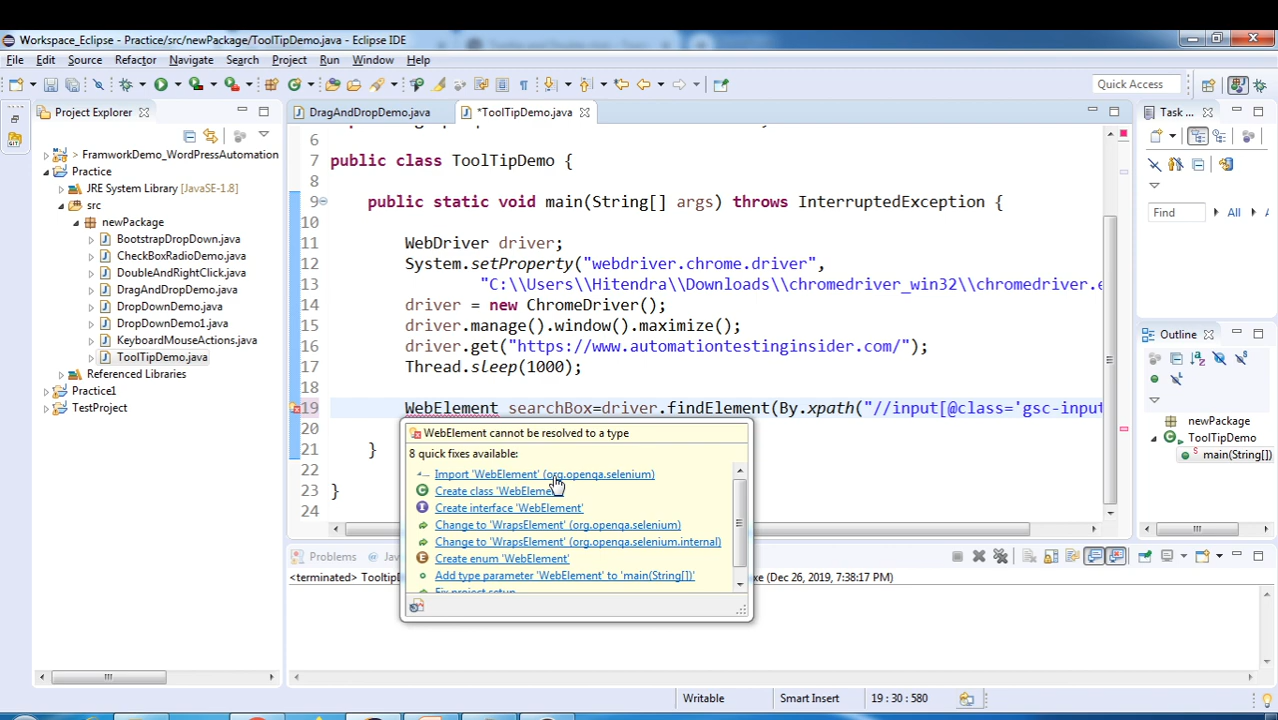 Workspace_Eclipse - Practice/src/newPackage/ToolTipDemo.java - Eclipse IDE
File Edit Source Refactor Navigate Search Project Run Window Help
Quick Access
Project Explorer
DragAndDropDemo.java
*ToolTipDemo.java
Task ...
> FramworkDemo_WordPressAutomation
Practice
JRE System Library [JavaSE-1.8]
src
newPackage
BootstrapDropDown.java
CheckBoxRadioDemo.java
DoubleAndRightClick.java
DragAndDropDemo.java
DropDownDemo.java
DropDownDemo1.java
KeyboardMouseActions.java
ToolTipDemo.java
Referenced Libraries
Practice1
TestProject
6
7 public class ToolTipDemo {
8
9 public static void main(String[] args) throws InterruptedException {
10
11 WebDriver driver;
12 System.setProperty("webdriver.chrome.driver",
13 "C:\\Users\\Hitendra\\Downloads\\chromedriver_win32\\chromedriver.e
14 driver = new ChromeDriver();
15 driver.manage().window().maximize();
16 driver.get("https://www.automationtestinginsider.com/");
17 Thread.sleep(1000);
18
19 WebElement searchBox=driver.findElement(By.xpath("//input[@class='gsc-input
20
21 }
22
23 }
24
WebElement cannot be resolved to a type
8 quick fixes available:
Import 'WebElement' (org.openqa.selenium)
Create class 'WebElement'
Create interface 'WebElement'
Change to 'WrapsElement' (org.openqa.selenium)
Change to 'WrapsElement' (org.openqa.selenium.internal)
Create enum 'WebElement'
Add type parameter 'WebElement' to 'main(String[])'
Fix project setup...
Find
All
Outline
newPackage
ToolTipDemo
main(String[])
Problems
<terminated> Tooltip
xe (Dec 26, 2019, 7:38:17 PM)
Writable
Smart Insert
19 : 30 : 580